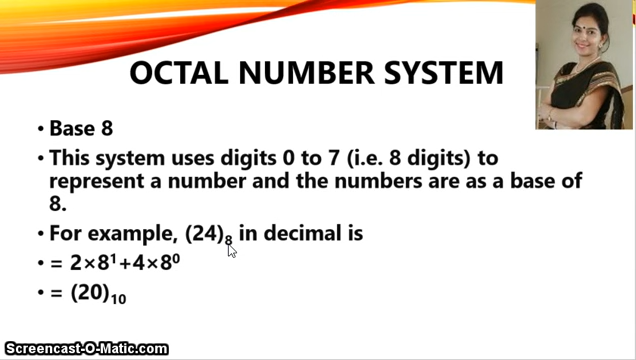 OCTAL NUMBER SYSTEM
• Base 8
• This system uses digits 0 to 7 (i.e. 8 digits) to
represent a number and the numbers are as a base of
8.
• For example, (24)₈ in decimal is
• = 2×8¹+4×8⁰
• = (20)₁₀
Screencast-O-Matic.com